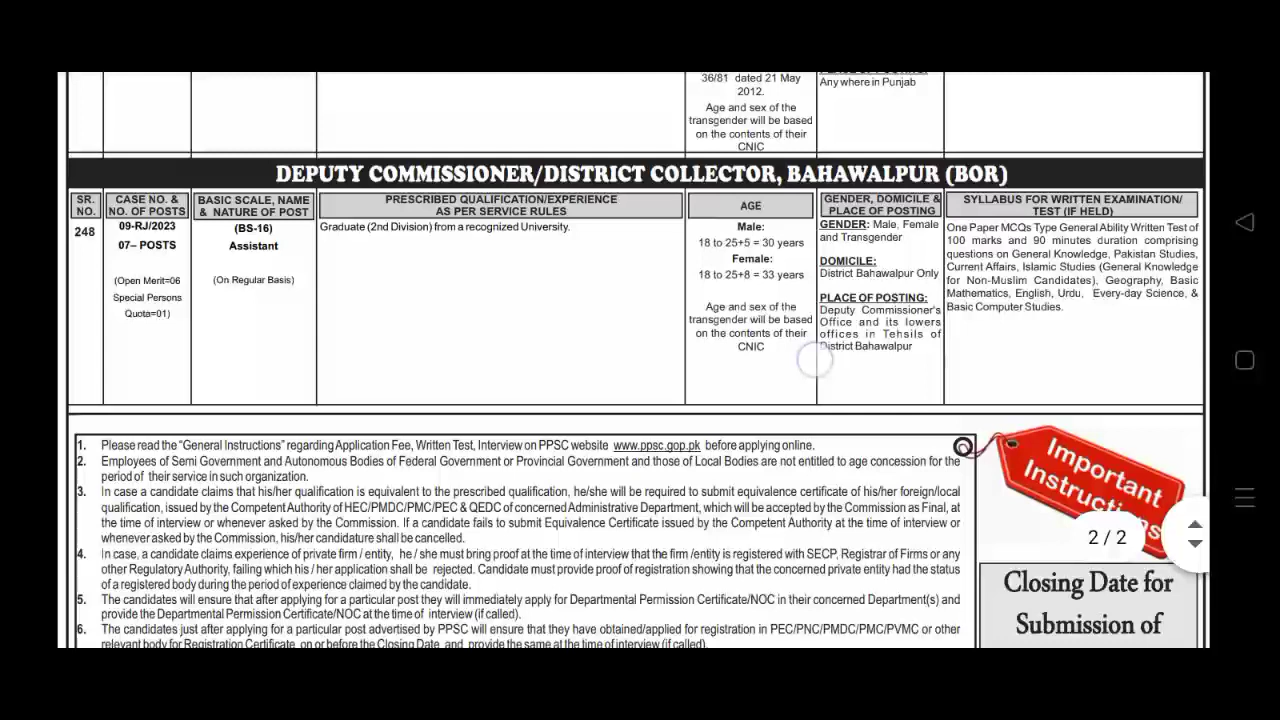 36/81 dated 21 May
2012.
Age and sex of the
transgender will be based
on the contents of their
CNIC
Any where in Punjab
DEPUTY COMMISSIONER/DISTRICT COLLECTOR, BAHAWALPUR (BOR)
SR.
NO.
CASE NO. &
NO. OF POSTS
BASIC SCALE, NAME
& NATURE OF POST
PRESCRIBED QUALIFICATION/EXPERIENCE
AS PER SERVICE RULES
AGE
GENDER, DOMICILE &
PLACE OF POSTING
SYLLABUS FOR WRITTEN EXAMINATION/
TEST (IF HELD)
248
09-RJ/2023
07– POSTS
(Open Merit=06
Special Persons
Quota=01)
(BS-16)
Assistant
(On Regular Basis)
Graduate (2nd Division) from a recognized University.
Male:
18 to 25+5 = 30 years
Female:
18 to 25+8 = 33 years
Age and sex of the
transgender will be based
on the contents of their
CNIC
GENDER: Male, Female
and Transgender
DOMICILE:
District Bahawalpur Only
PLACE OF POSTING:
Deputy Commissioner's
Office and its lowers
offices in Tehsils of
District Bahawalpur
One Paper MCQs Type General Ability Written Test of
100 marks and 90 minutes duration comprising
questions on General Knowledge, Pakistan Studies,
Current Affairs, Islamic Studies (General Knowledge
for Non-Muslim Candidates), Geography, Basic
Mathematics, English, Urdu, Every-day Science, &
Basic Computer Studies.
1. Please read the "General Instructions" regarding Application Fee, Written Test, Interview on PPSC website www.ppsc.gop.pk before applying online.
2. Employees of Semi Government and Autonomous Bodies of Federal Government or Provincial Government and those of Local Bodies are not entitled to age concession for the
period of their service in such organization.
3. In case a candidate claims that his/her qualification is equivalent to the prescribed qualification, he/she will be required to submit equivalence certificate of his/her foreign/local
qualification, issued by the Competent Authority of HEC/PMDC/PMC/PEC & QEDC of concerned Administrative Department, which will be accepted by the Commission as Final, at
the time of interview or whenever asked by the Commission. If a candidate fails to submit Equivalence Certificate issued by the Competent Authority at the time of interview or
whenever asked by the Commission, his/her candidature shall be cancelled.
4. In case, a candidate claims experience of private firm / entity, he / she must bring proof at the time of interview that the firm /entity is registered with SECP, Registrar of Firms or any
other Regulatory Authority, failing which his / her application shall be rejected. Candidate must provide proof of registration showing that the concerned private entity had the status
of a registered body during the period of experience claimed by the candidate.
5. The candidates will ensure that after applying for a particular post they will immediately apply for Departmental Permission Certificate/NOC in their concerned Department(s) and
provide the Departmental Permission Certificate/NOC at the time of interview (if called).
6. The candidates just after applying for a particular post advertised by PPSC will ensure that they have obtained/applied for registration in PEC/PNC/PMDC/PMC/PVMC or other
relevant body for Registration Certificate on or before the Closing Date and provide the same at the time of interview (if called).
Important
Instructions
2 / 2
Closing Date for
Submission of